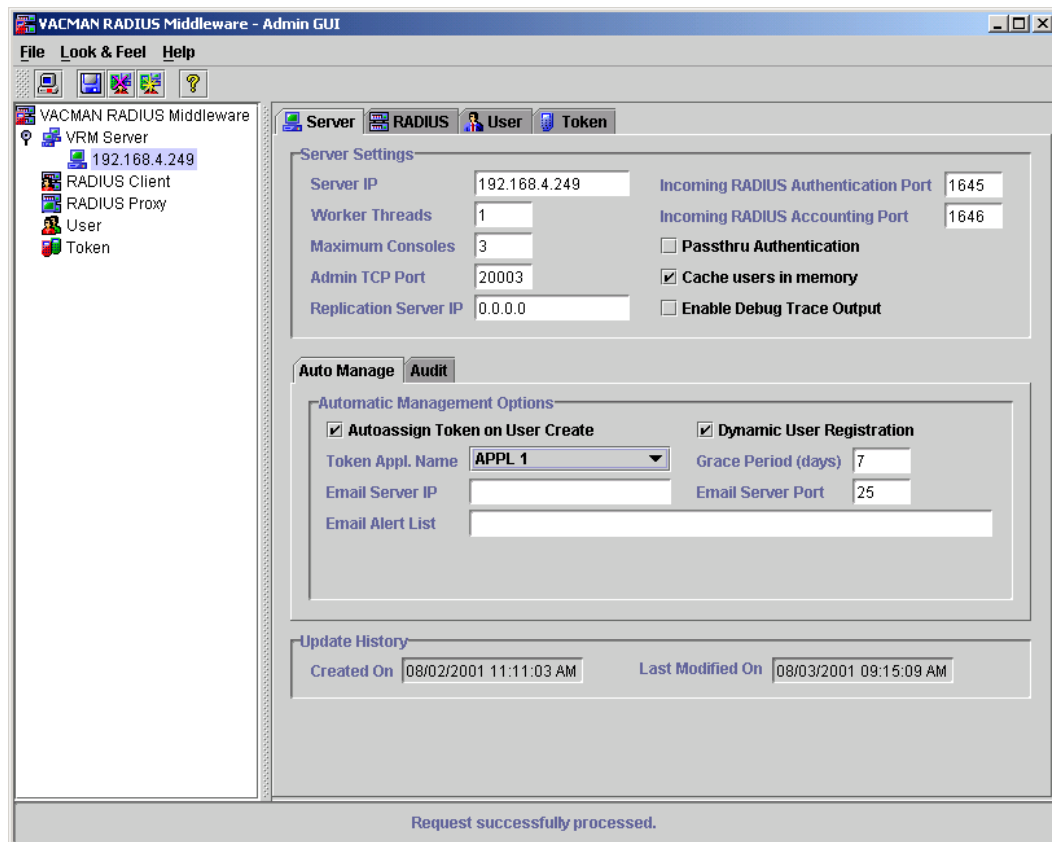 VACMAN RADIUS Middleware - Admin GUI
File Look & Feel Help
VACMAN RADIUS Middleware
VRM Server
192.168.4.249
RADIUS Client
RADIUS Proxy
User
Token
Server RADIUS User Token
Server Settings
Server IP 192.168.4.249 Incoming RADIUS Authentication Port 1645
Worker Threads 1 Incoming RADIUS Accounting Port 1646
Maximum Consoles 3 Passthru Authentication
Admin TCP Port 20003 Cache users in memory
Replication Server IP 0.0.0.0 Enable Debug Trace Output
Auto Manage Audit
Automatic Management Options
Autoassign Token on User Create Dynamic User Registration
Token Appl. Name APPL 1 Grace Period (days) 7
Email Server IP Email Server Port 25
Email Alert List
Update History
Created On 08/02/2001 11:11:03 AM Last Modified On 08/03/2001 09:15:09 AM
Request successfully processed.